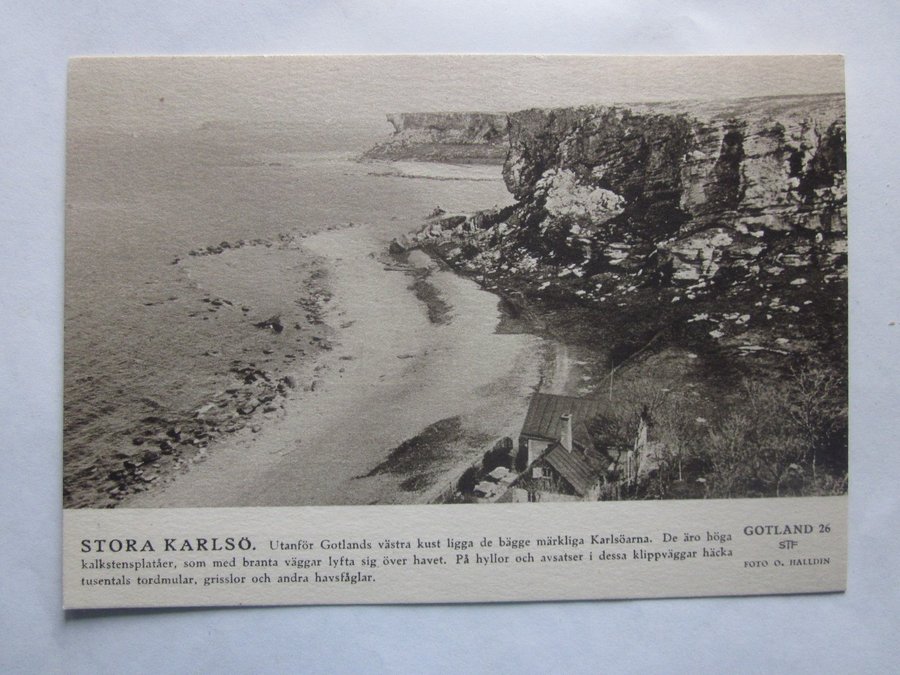 STORA KARLSÖ. Utanför Gotlands västra kust ligga de bägge märkliga Karlsöarna. De äro höga
kalkstensplatåer, som med branta väggar lyfta sig över havet. På hyllor och avsatser i dessa klippväggar häcka
tusentals tordmular, grisslor och andra havsfåglar.
GOTLAND 26
STF
FOTO O. HALLDIN